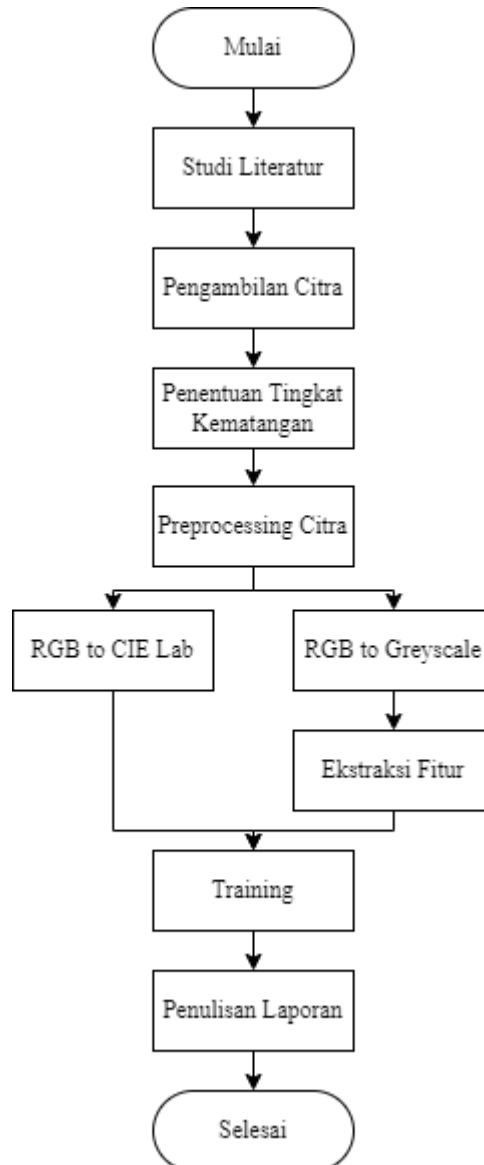 Mulai
Studi Literatur
Pengambilan Citra
Penentuan Tingkat
Kematangan
Preprocessing Citra
RGB to CIE Lab
RGB to Greyscale
Ekstraksi Fitur
Training
Penulisan Laporan
Selesai